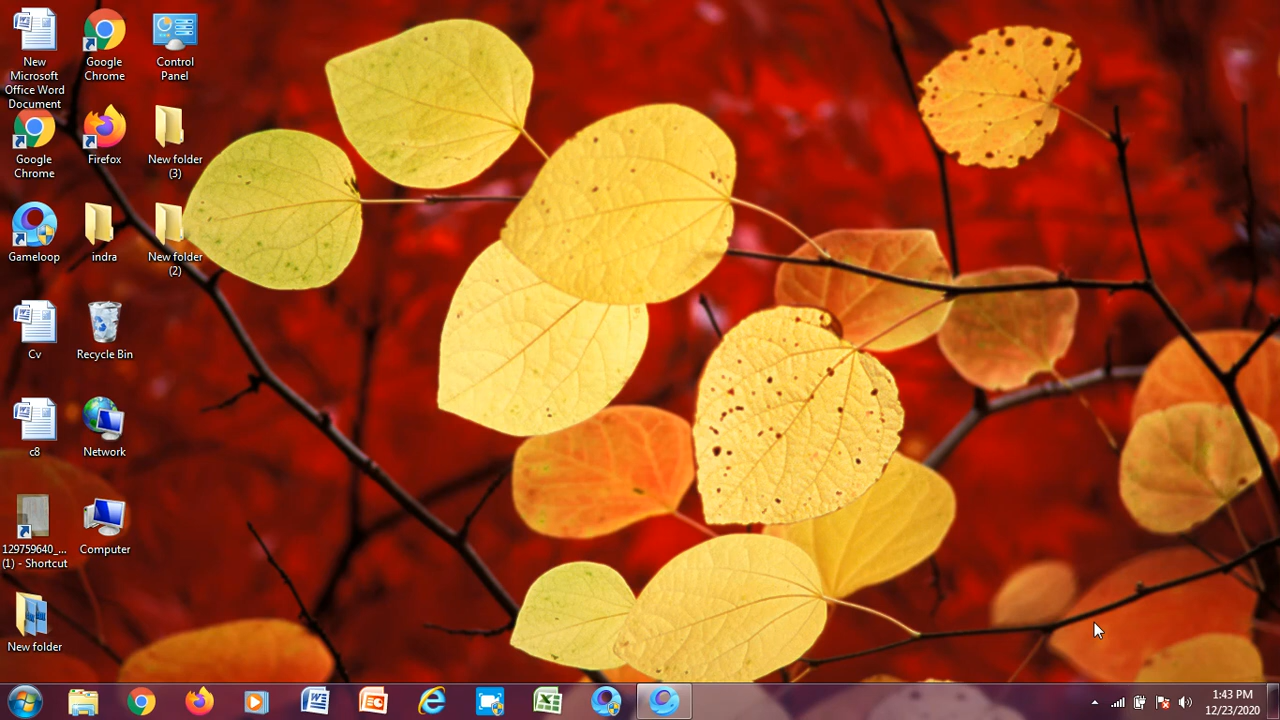 New
Microsoft
Office Word
Document
Google
Chrome
Control
Panel
Google
Chrome
Firefox
New folder
(3)
Gameloop
indra
New folder
(2)
Cv
Recycle Bin
c8
Network
129759640_...
(1) - Shortcut
Computer
New folder
1:43 PM
12/23/2020